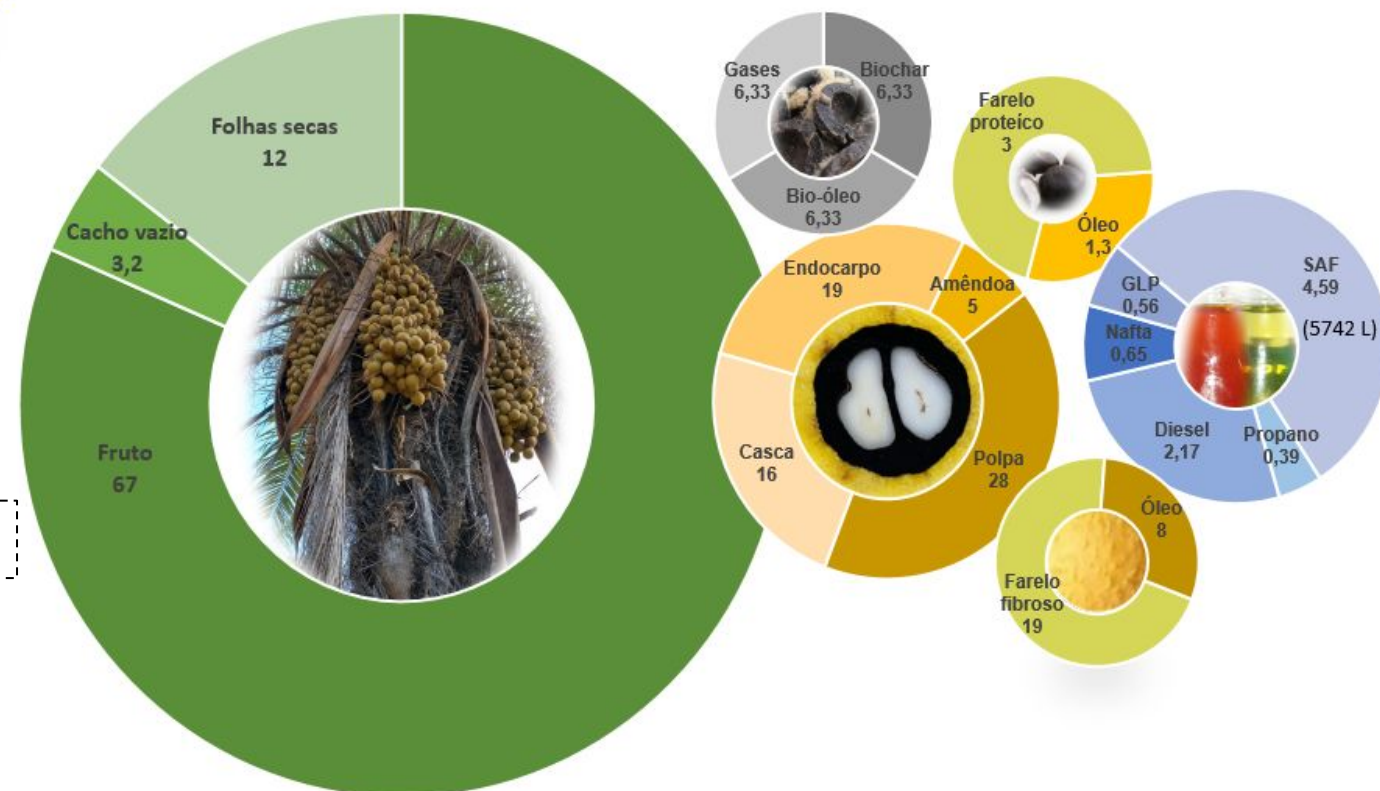 Folhas secas
12
Cacho vazio
3,2
Fruto
67
Gases
6,33
Biochar
6,33
Bio-óleo
6,33
Farelo
proteíco
3
Óleo
1,3
Endocarpo
19
Amêndoa
5
Casca
16
Polpa
28
SAF
4,59
(5742 L)
GLP
0,56
Nafta
0,65
Diesel
2,17
Propano
0,39
Óleo
8
Farelo
fibroso
19